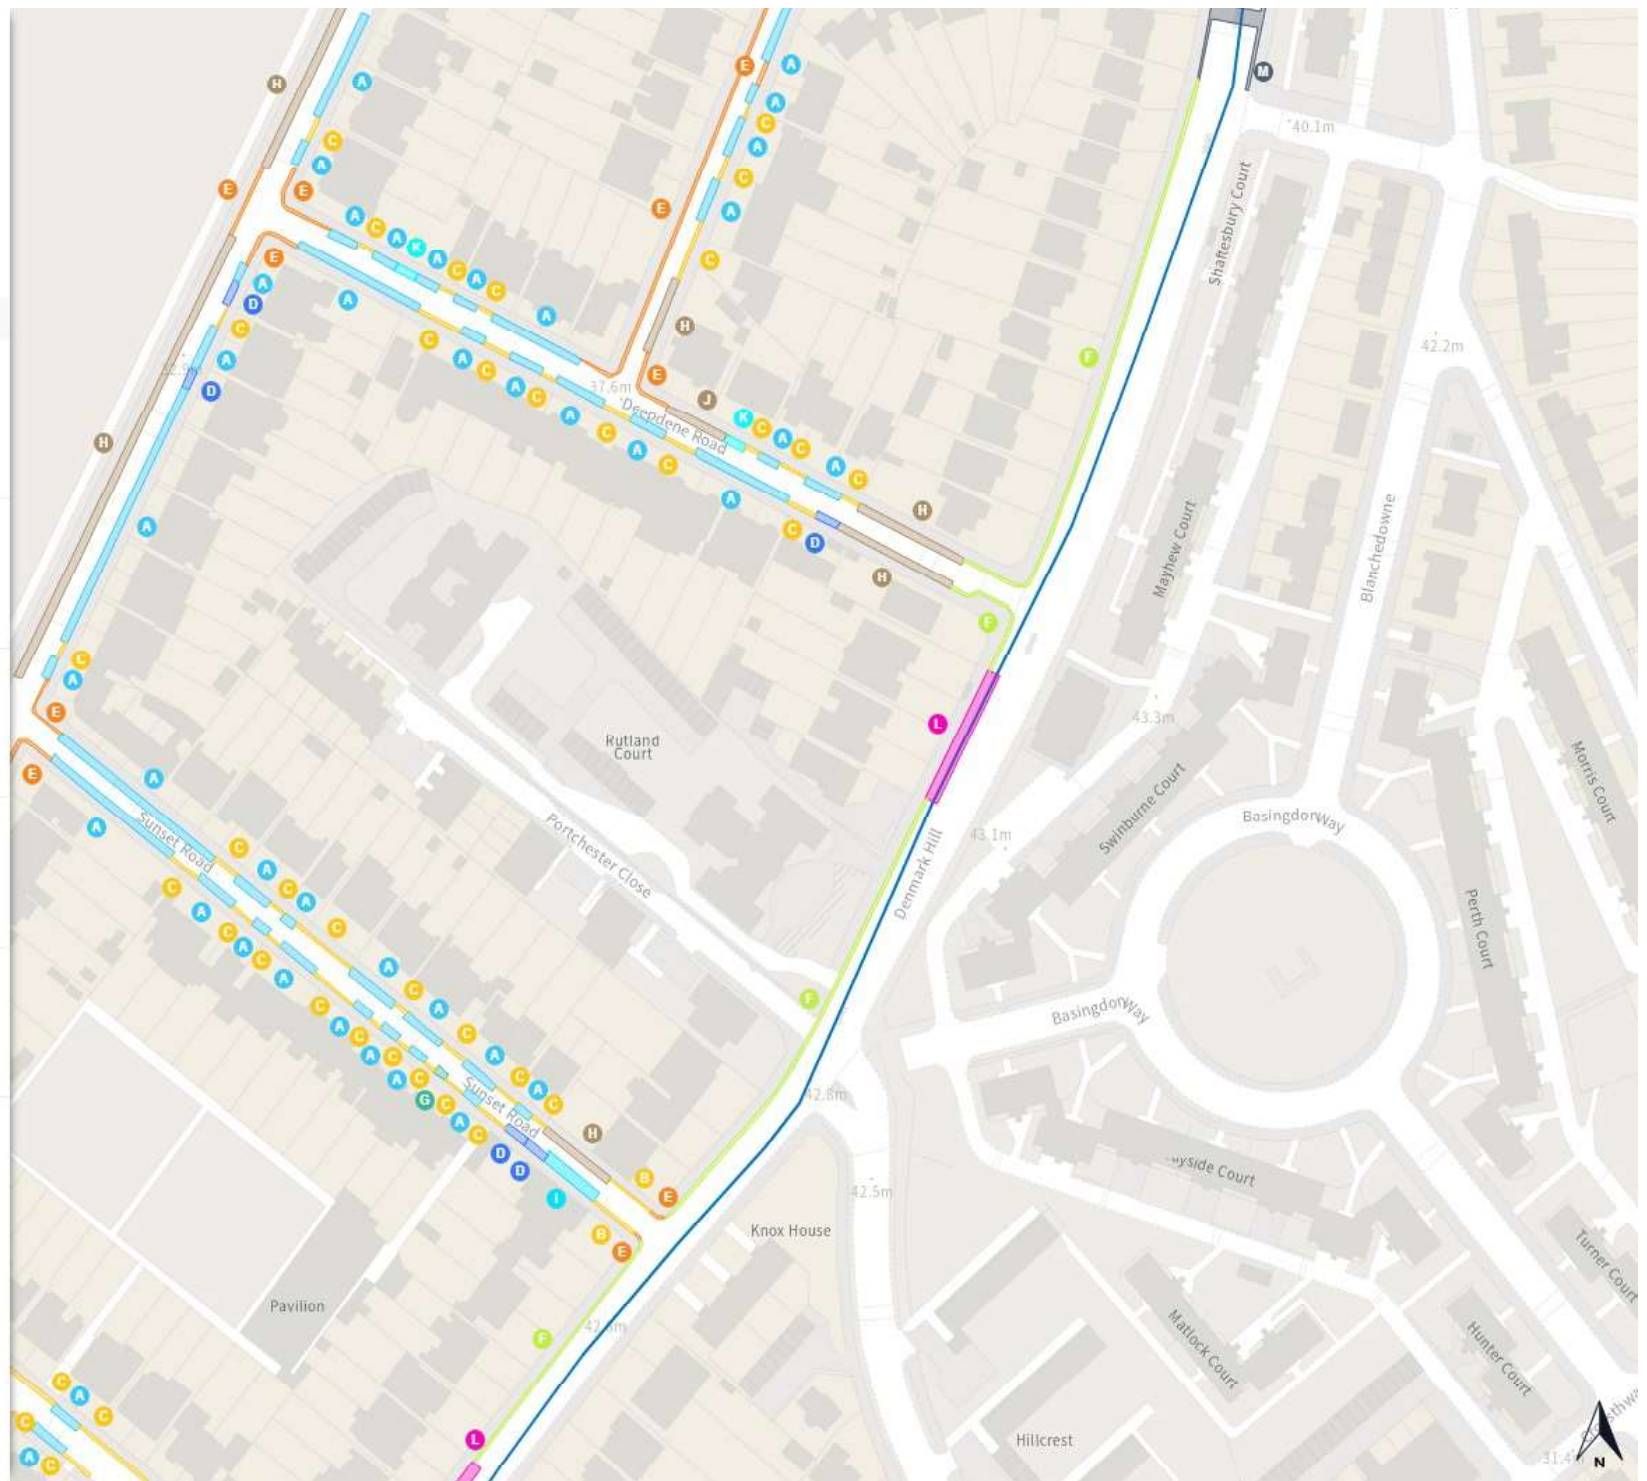 H
E
A
A
M
A
C
C
A
A
40.1m
C
E
E
A
Shaftesbury Court
E
A
A
C
A
K
A
C
A
C
C
E
A
D
A
A
H
C
F
42.2m
C
A
A
C
D
A
C
37.6m
E
J
Deepdene Road
A
K
C
A
C
C
A
C
A
C
H
A
H
A
C
D
Mayhew Court
Blanchedowne
H
F
C
A
E
L
43.3m
Rutland
Court
Morris Court
E
A
Sunset Road
A
Swinburne Court
Basingdon Way
Portchester Close
43.1m
C
A
C
A
C
Denmark Hill
Perth Court
C
A
C
A
C
A
A
C
A
C
F
Basingdon Way
C
A
C
A
C
A
C
G
C
A
C
A
C
A
C
Sunset Road
H
42.8m
D
D
I
B
E
B
E
yside Court
42.5m
Knox House
Pavilion
F
Turner Court
Matlock Court
Hunter Court
C
A
C
C
A
C
L
Hillcrest
N